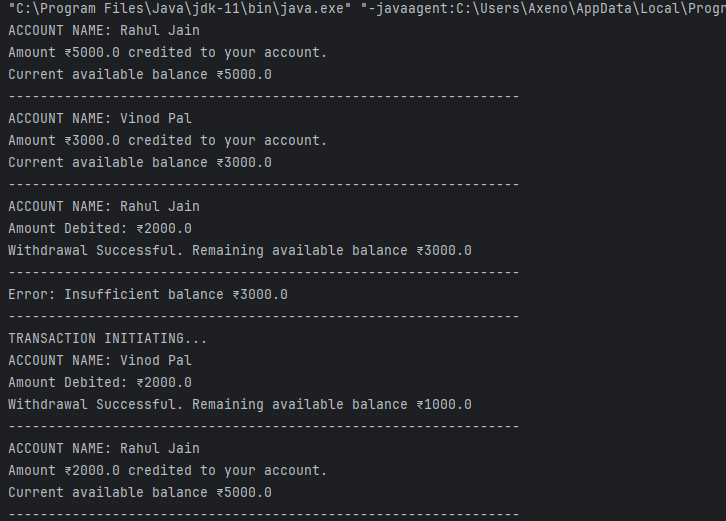 "C:\Program Files\Java\jdk-11\bin\java.exe" "-javaagent:C:\Users\Axeno\AppData\Local\Progr
ACCOUNT NAME: Rahul Jain
Amount ₹5000.0 credited to your account.
Current available balance ₹5000.0
----------------------------------------------------------------
ACCOUNT NAME: Vinod Pal
Amount ₹3000.0 credited to your account.
Current available balance ₹3000.0
----------------------------------------------------------------
ACCOUNT NAME: Rahul Jain
Amount Debited: ₹2000.0
Withdrawal Successful. Remaining available balance ₹3000.0
----------------------------------------------------------------
Error: Insufficient balance ₹3000.0
----------------------------------------------------------------
TRANSACTION INITIATING...
ACCOUNT NAME: Vinod Pal
Amount Debited: ₹2000.0
Withdrawal Successful. Remaining available balance ₹1000.0
----------------------------------------------------------------
ACCOUNT NAME: Rahul Jain
Amount ₹2000.0 credited to your account.
Current available balance ₹5000.0
----------------------------------------------------------------